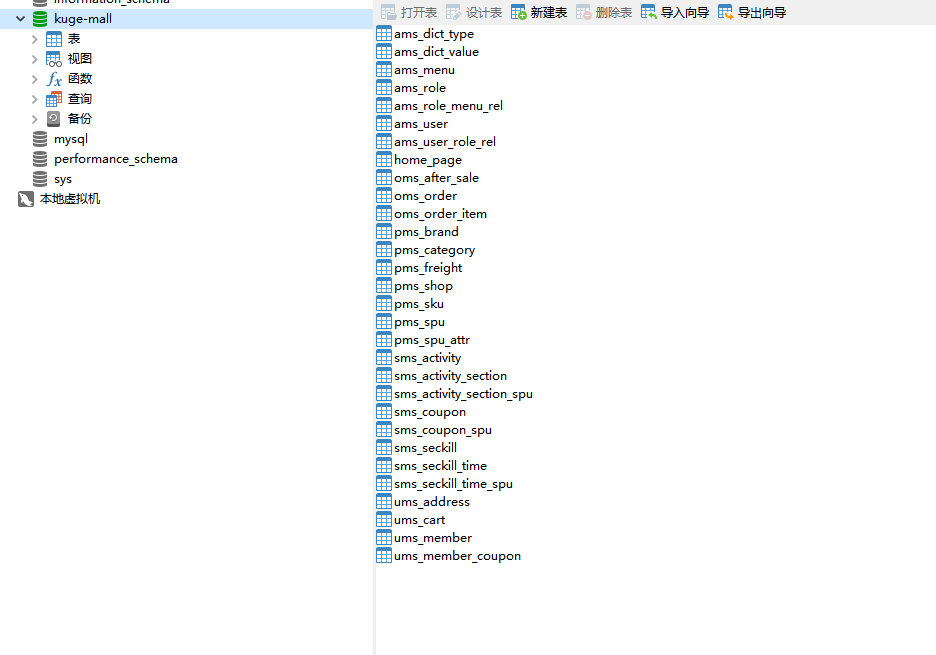 information_schema
kuge-mall
表
视图
函数
查询
备份
mysql
performance_schema
sys
本地虚拟机
打开表 设计表 新建表 删除表 导入向导 导出向导
ams_dict_type
ams_dict_value
ams_menu
ams_role
ams_role_menu_rel
ams_user
ams_user_role_rel
home_page
oms_after_sale
oms_order
oms_order_item
pms_brand
pms_category
pms_freight
pms_shop
pms_sku
pms_spu
pms_spu_attr
sms_activity
sms_activity_section
sms_activity_section_spu
sms_coupon
sms_coupon_spu
sms_seckill
sms_seckill_time
sms_seckill_time_spu
ums_address
ums_cart
ums_member
ums_member_coupon